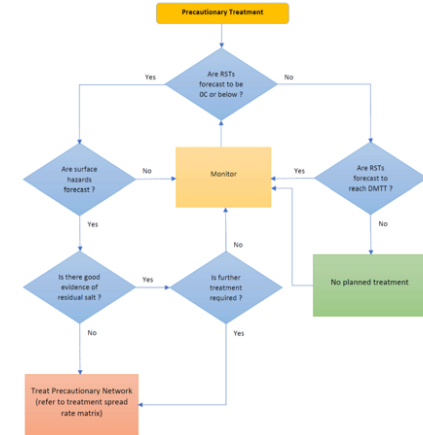 Precautionary Treatment
Are RSTs
forecast to be
0C or below ?
Yes
No
Are surface
hazards
forecast ?
No
Monitor
Yes
Are RSTs
forecast to
reach DMTT ?
Yes
No
No
Is there good
evidence of
residual salt ?
Yes
Is further
treatment
required ?
No planned treatment
No
Yes
Treat Precautionary Network
(refer to treatment spread
rate matrix)